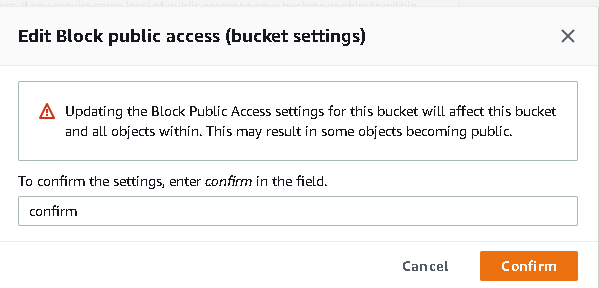 Edit Block public access (bucket settings)
Updating the Block Public Access settings for this bucket will affect this bucket
and all objects within. This may result in some objects becoming public.
To confirm the settings, enter confirm in the field.
confirm
Cancel
Confirm